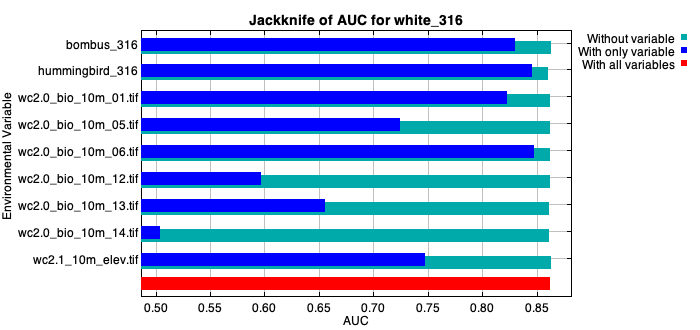 Jackknife of AUC for white_316
Without variable
With only variable
With all variables
Environmental Variable
bombus_316
hummingbird_316
wc2.0_bio_10m_01.tif
wc2.0_bio_10m_05.tif
wc2.0_bio_10m_06.tif
wc2.0_bio_10m_12.tif
wc2.0_bio_10m_13.tif
wc2.0_bio_10m_14.tif
wc2.1_10m_elev.tif
0.50 0.55 0.60 0.65 0.70 0.75 0.80 0.85
AUC